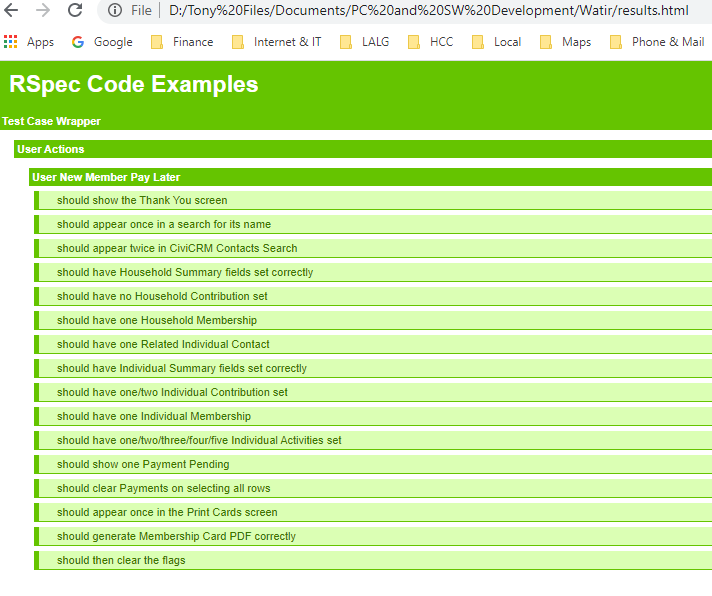 File | D:/Tony%20Files/Documents/PC%20and%20SW%20Development/Watir/results.html
Apps Google Finance Internet & IT LALG HCC Local Maps Phone & Mail
RSpec Code Examples
Test Case Wrapper
User Actions
User New Member Pay Later
should show the Thank You screen
should appear once in a search for its name
should appear twice in CiviCRM Contacts Search
should have Household Summary fields set correctly
should have no Household Contribution set
should have one Household Membership
should have one Related Individual Contact
should have Individual Summary fields set correctly
should have one/two Individual Contribution set
should have one Individual Membership
should have one/two/three/four/five Individual Activities set
should show one Payment Pending
should clear Payments on selecting all rows
should appear once in the Print Cards screen
should generate Membership Card PDF correctly
should then clear the flags